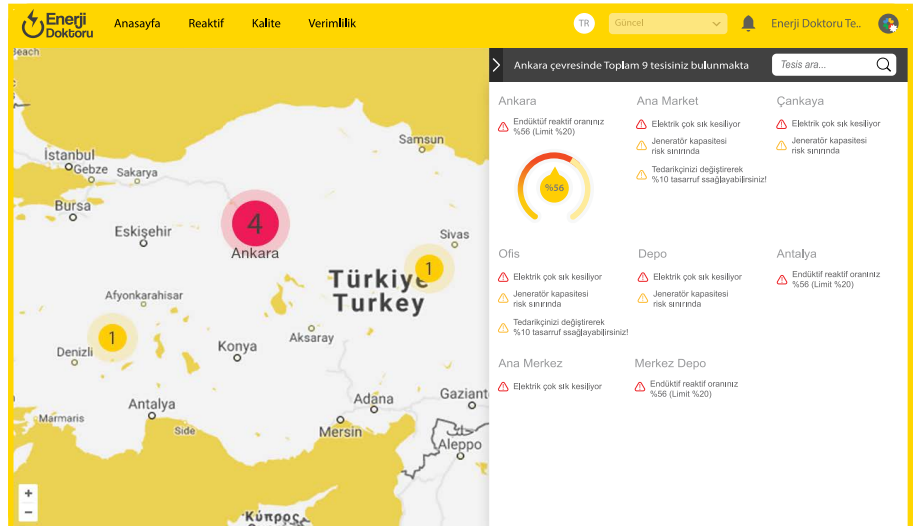 Enerji
Doktoru
Anasayfa
Reaktif
Kalite
Verimlilik
TR
Güncel
Enerji Doktoru Te..
Beach
Samsun
İstanbul
Gebze
Sakarya
Bursa
Eskişehir
4
Ankara
Sivas
1
Türkiye
Turkey
Afyonkarahisar
1
Denizli
Konya
Aksaray
Antalya
Adana
Gaziant
Marmaris
Side
Mersin
Aleppo
Κύπρος
+
−
Ankara çevresinde Toplam 9 tesisiniz bulunmakta
Tesis ara...
Ankara
Endüktüf reaktif oranınız
%56 (Limit %20)
%56
Ana Market
Elektrik çok sık kesiliyor
Jeneratör kapasitesi
risk sınırında
Tedarikçinizi değiştirerek
%10 tasarruf ssağlayabilirsiniz!
Çankaya
Elektrik çok sık kesiliyor
Jeneratör kapasitesi
risk sınırında
Ofis
Elektrik çok sık kesiliyor
Jeneratör kapasitesi
risk sınırında
Tedarikçinizi değiştirerek
%10 tasarruf ssağlayabilirsiniz!
Depo
Elektrik çok sık kesiliyor
Jeneratör kapasitesi
risk sınırında
Antalya
Endüktif reaktif oranınız
%56 (Limit %20)
Ana Merkez
Elektrik çok sık kesiliyor
Merkez Depo
Endüktif reaktif oranınız
%56 (Limit %20)